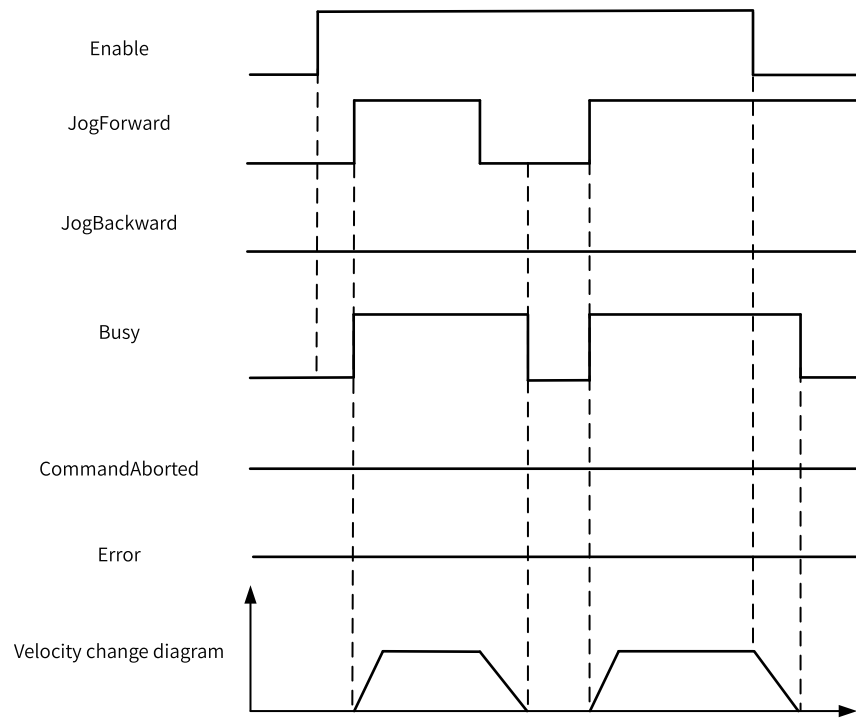 Enable
JogForward
JogBackward
Busy
CommandAborted
Error
Velocity change diagram